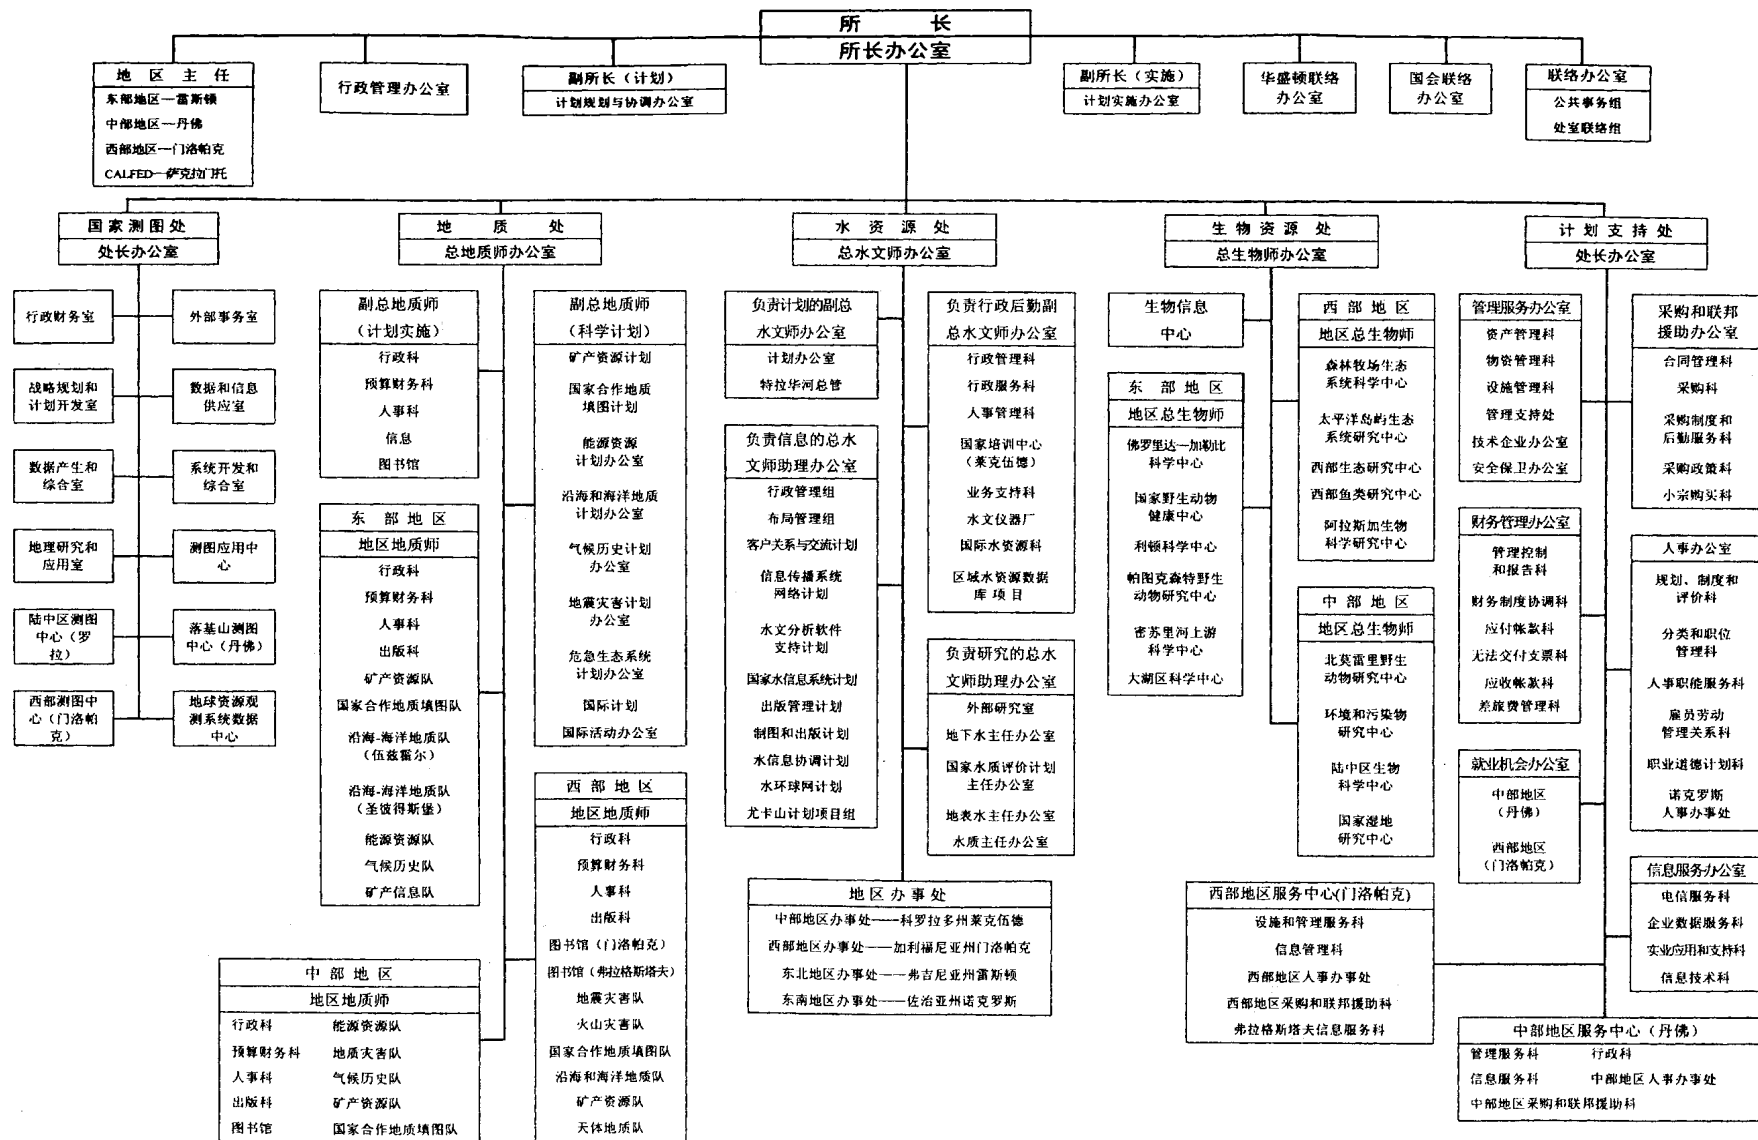 所 长
所长办公室
地 区 主 任
东部地区—雷斯顿
中部地区—丹佛
西部地区—门洛帕克
CALFED—萨克拉门托
行政管理办公室
副所长（计划）
计划规划与协调办公室
副所长（实施）
计划实施办公室
华盛顿联络
办公室
国会联络
办公室
联络办公室
公共事务组
处室联络组
国家测图处
处长办公室
行政财务室
外部事务室
战略规划和
计划开发室
数据和信息
供应室
数据产生和
综合室
系统开发和
综合室
地理研究和
应用室
测图应用中
心
陆中区测图
中心（罗
拉）
落基山测图
中心（丹佛）
西部测图中
心（门洛帕
克）
地球资源观
测系统数据
中心
地 质 处
总地质师办公室
副总地质师
（计划实施）
行政科
预算财务科
人事科
信息
图书馆
副总地质师
（科学计划）
矿产资源计划
国家合作地质
填图计划
能源资源
计划办公室
沿海和海洋地质
计划办公室
气候历史计划
办公室
地震灾害计划
办公室
危急生态系统
计划办公室
国际计划
国际活动办公室
东 部 地 区
地区地质师
行政科
预算财务科
人事科
出版科
矿产资源队
国家合作地质填图队
沿海-海洋地质队
（伍兹霍尔）
沿海-海洋地质队
（圣彼得斯堡）
能源资源队
气候历史队
矿产信息队
西 部 地 区
地区地质师
行政科
预算财务科
人事科
出版科
图书馆（门洛帕克）
图书馆（弗拉格斯塔夫）
地震灾害队
火山灾害队
国家合作地质填图队
沿海和海洋地质队
矿产资源队
天体地质队
中 部 地 区
地区地质师
行政科 能源资源队
预算财务科 地质灾害队
人事科 气候历史队
出版科 矿产资源队
图书馆 国家合作地质填图队
水 资 源 处
总水文师办公室
负责计划的副总
水文师办公室
计划办公室
特拉华河总管
负责行政后勤副
总水文师办公室
行政管理科
行政服务科
人事管理科
国家培训中心
（莱克伍德）
业务支持科
水文仪器厂
国际水资源科
区域水资源数据
库 项 目
负责信息的总水
文师助理办公室
行政管理组
布局管理组
客户关系与交流计划
信息传播系统
网络计划
水文分析软件
支持计划
国家水信息系统计划
出版管理计划
制图和出版计划
水信息协调计划
水环球网计划
尤卡山计划项目组
负责研究的总水
文师助理办公室
外部研究室
地下水主任办公室
国家水质评价计划
主任办公室
地表水主任办公室
水质主任办公室
地 区 办 事 处
中部地区办事处——科罗拉多州莱克伍德
西部地区办事处——加利福尼亚州门洛帕克
东北地区办事处——弗吉尼亚州雷斯顿
东南地区办事处——佐治亚州诺克罗斯
生 物 资 源 处
总生物师办公室
生物信息
中心
东 部 地 区
地区总生物师
佛罗里达—加勒比
科学中心
国家野生动物
健康中心
利顿科学中心
帕图克森特野生
动物研究中心
密苏里河上游
科学中心
大湖区科学中心
西 部 地 区
地区总生物师
森林牧场生态
系统科学中心
太平洋岛屿生态
系统研究中心
西部生态研究中心
西部鱼类研究中心
阿拉斯加生物
科学研究中心
中 部 地 区
地区总生物师
北莫雷里野生
动物研究中心
环境和污染物
研究中心
陆中区生物
科学中心
国家湿地
研究中心
计 划 支 持 处
处长办公室
管理服务办公室
资产管理科
物资管理科
设施管理科
管理支持处
技术企业办公室
安全保卫办公室
采购和联邦
援助办公室
合同管理科
采购科
采购制度和
后勤服务科
采购政策科
小宗购买科
财务管理办公室
管理控制
和报告科
财务制度协调科
应付帐款科
无法交付支票科
应收帐款科
差旅费管理科
人事办公室
规划、制度和
评价科
分类和职位
管理科
人事职能服务科
雇员劳动
管理关系科
职业道德计划科
诺克罗斯
人事办事处
就业机会办公室
中部地区
（丹佛）
西部地区
（门洛帕克）
信息服务办公室
电信服务科
企业数据服务科
实业应用和支持科
信息技术科
西部地区服务中心(门洛帕克)
设施和管理服务科
信息管理科
西部地区人事办事处
西部地区采购和联邦援助科
弗拉格斯塔夫信息服务科
中部地区服务中心（丹佛）
管理服务科 行政科
信息服务科 中部地区人事办事处
中部地区采购和联邦援助科